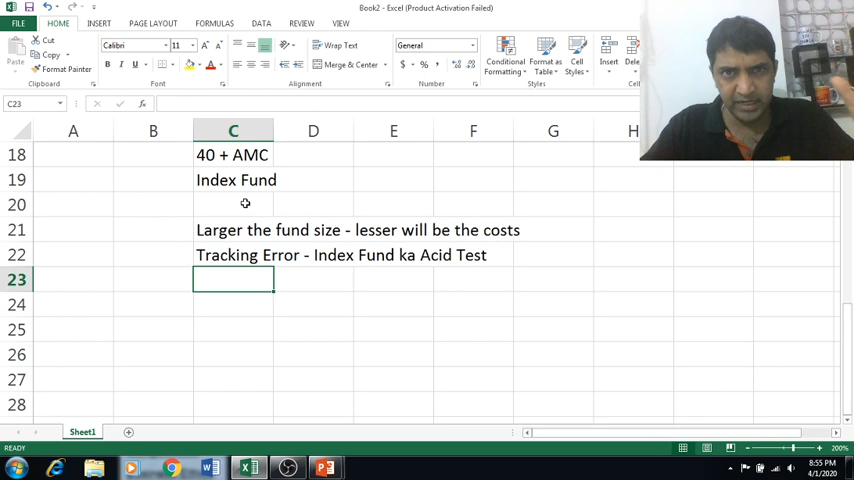 Book2 - Excel (Product Activation Failed)
FILE HOME INSERT PAGE LAYOUT FORMULAS DATA REVIEW VIEW
Cut
Calibri 11 Wrap Text General
Copy
Paste Format Painter B I U Merge & Center $ % , Conditional Formatting Format as Table Cell Styles Insert
Clipboard Font Alignment Number Styles
C23 fx
A B C D E F G H
18 40 + AMC
19 Index Fund
20
21 Larger the fund size - lesser will be the costs
22 Tracking Error - Index Fund ka Acid Test
23
24
25
26
27
28
Sheet1
READY 200%
8:55 PM
4/1/2020